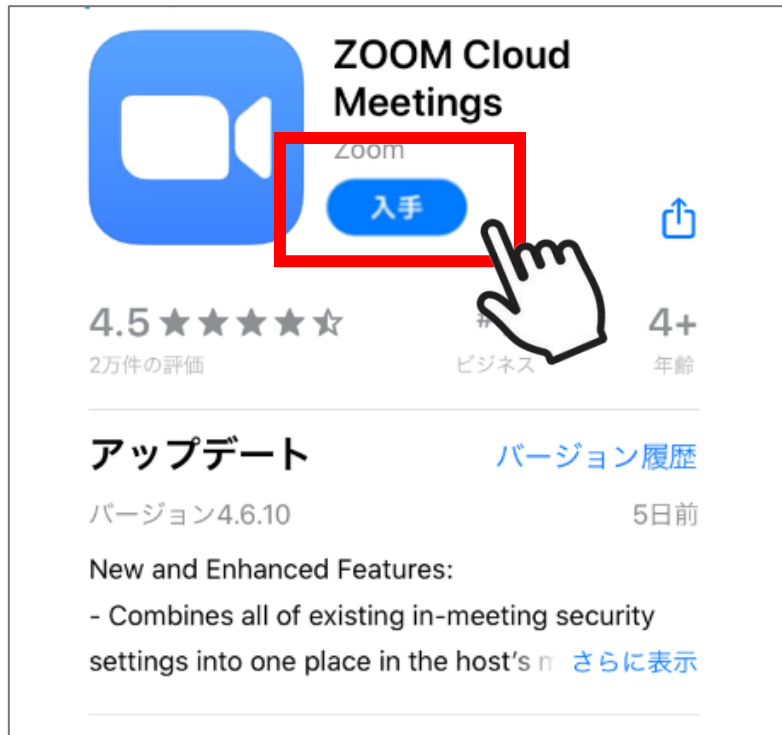 ZOOM Cloud
Meetings
Zoom
入手
4.5
#
4+
2万件の評価
ビジネス
年齢
アップデート
バージョン履歴
バージョン4.6.10
5日前
New and Enhanced Features:
- Combines all of existing in-meeting security
settings into one place in the host's
さらに表示